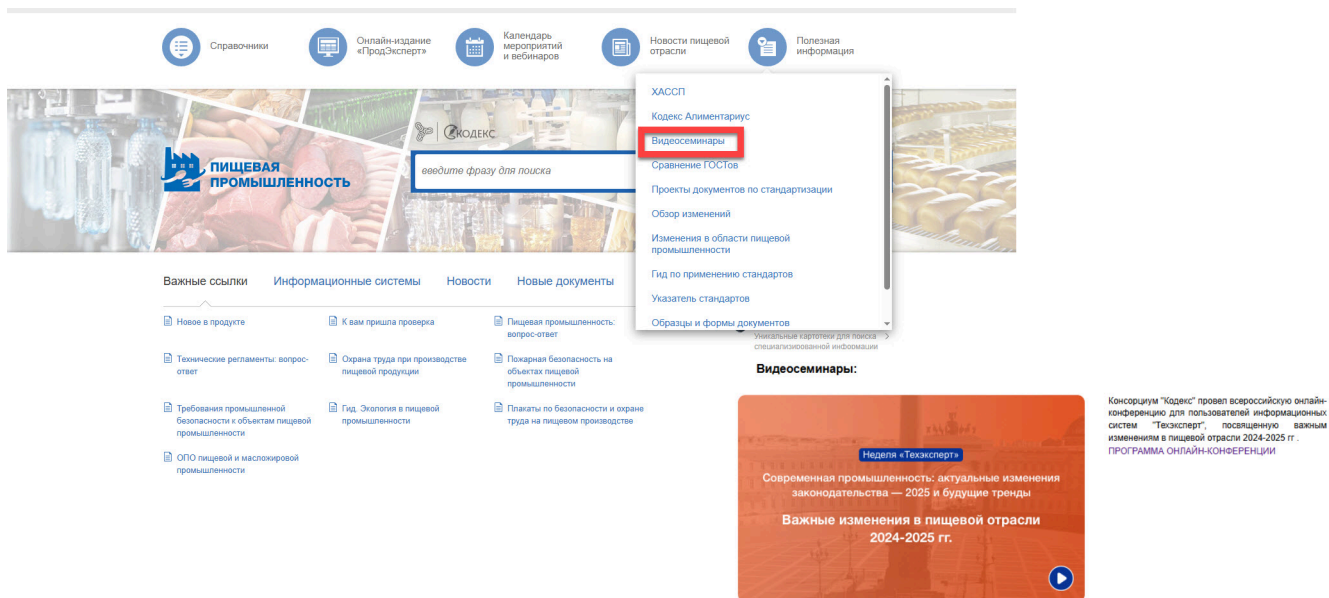 Справочники
Онлайн-издание
«ПродЭксперт»
Календарь
мероприятий
и вебинаров
Новости пищевой
отрасли
Полезная
информация
ХАССП
Кодекс Алиментариус
Видеосеминары
Сравнение ГОСТов
Проекты документов по стандартизации
Обзор изменений
Изменения в области пищевой
промышленности
Гид по применению стандартов
Указатель стандартов
Образцы и формы документов
КОДЕКС
ПИЩЕВАЯ
ПРОМЫШЛЕННОСТЬ
введите фразу для поиска
Важные ссылки
Информационные системы
Новости
Новые документы
Новое в продукте
К вам пришла проверка
Пищевая промышленность:
вопрос-ответ
Технические регламенты: вопрос-
ответ
Охрана труда при производстве
пищевой продукции
Пожарная безопасность на
объектах пищевой
промышленности
Требования промышленной
безопасности к объектам пищевой
промышленности
Гид. Экология в пищевой
промышленности
Плакаты по безопасности и охране
труда на пищевом производстве
ОПО пищевой и масложировой
промышленности
Уникальные картотеки для поиска
специализированной информации
Видеосеминары:
Неделя «Техэксперт»
Современная промышленность: актуальные изменения
законодательства — 2025 и будущие тренды
Важные изменения в пищевой отрасли
2024-2025 гг.
Консорциум "Кодекс" провел всероссийскую онлайн-
конференцию для пользователей информационных
систем "Техэксперт", посвященную важным
изменениям в пищевой отрасли 2024-2025 гг .
ПРОГРАММА ОНЛАЙН-КОНФЕРЕНЦИИ